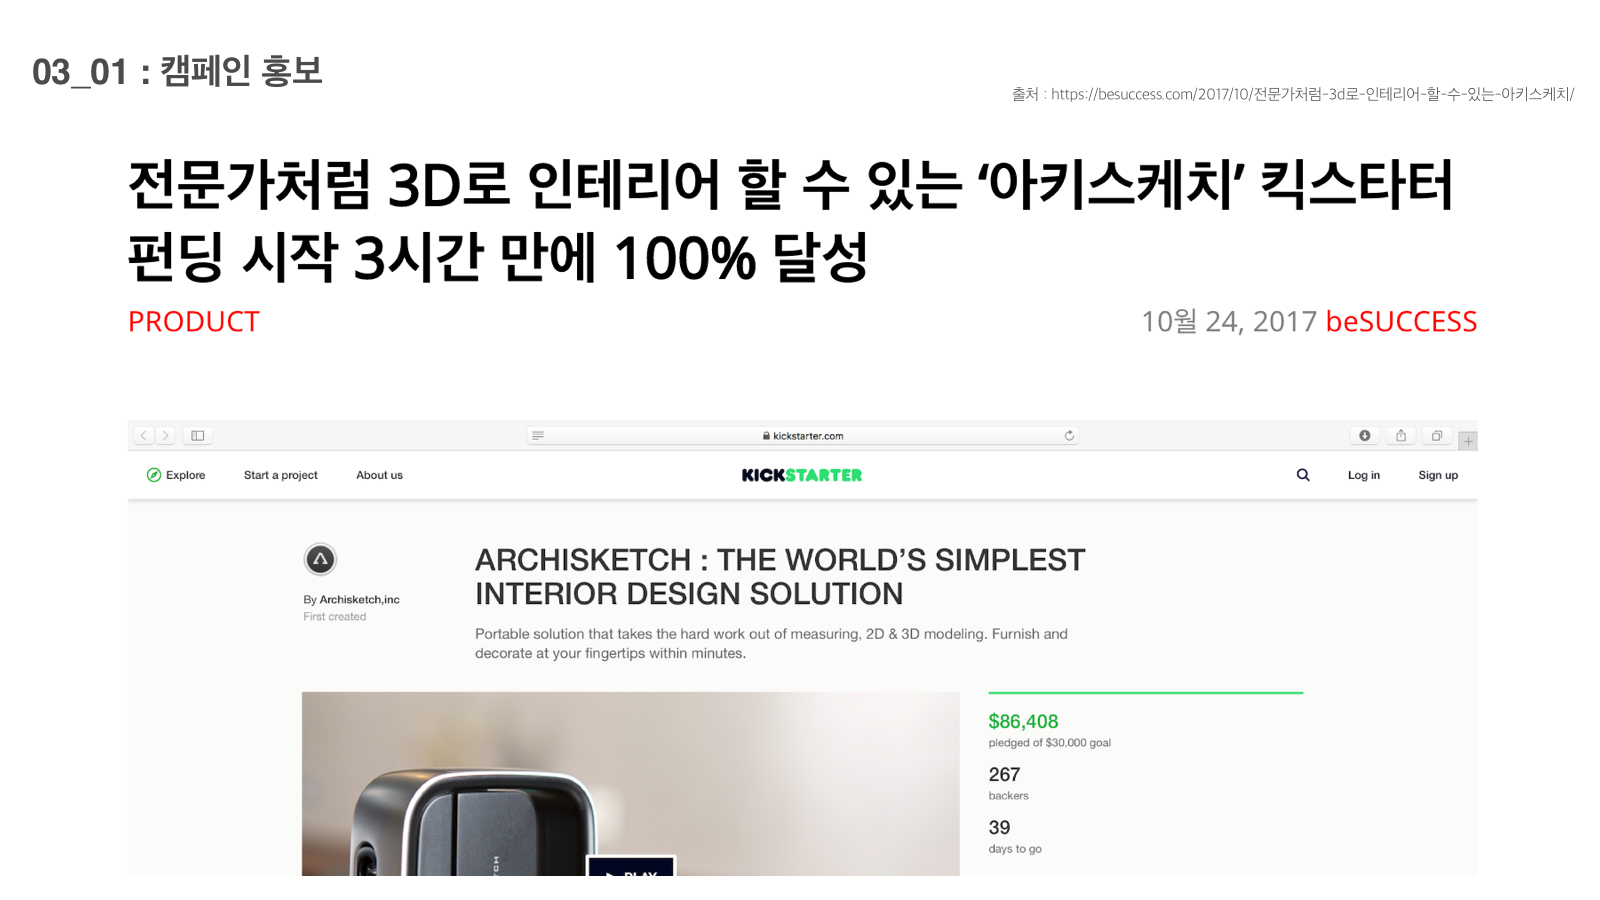 03_01 : 캠페인 홍보
출처 : https://besuccess.com/2017/10/전문가처럼-3d로-인테리어-할-수-있는-아키스케치/
전문가처럼 3D로 인테리어 할 수 있는 ‘아키스케치’ 킥스타터
펀딩 시작 3시간 만에 100% 달성
PRODUCT
10월 24, 2017 beSUCCESS
kickstarter.com
Explore
Start a project
About us
KICKSTARTER
Log in
Sign up
By Archisketch,inc
First created
ARCHISKETCH : THE WORLD’S SIMPLEST
INTERIOR DESIGN SOLUTION
Portable solution that takes the hard work out of measuring, 2D & 3D modeling. Furnish and
decorate at your fingertips within minutes.
$86,408
pledged of $30,000 goal
267
backers
39
days to go
PLAY